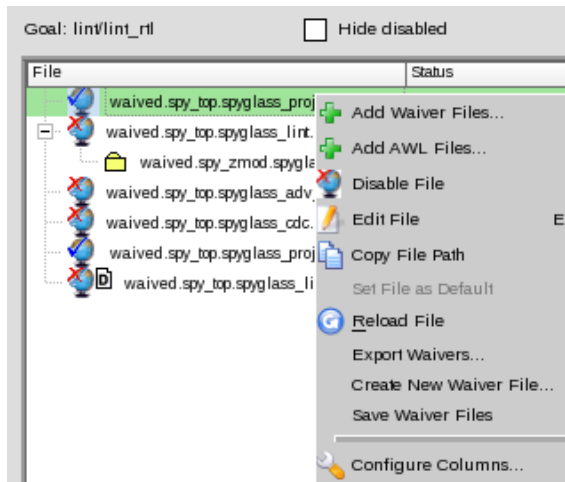 Goal: lint/lint_rtl
Hide disabled
File Status
waived.spy_top.spyglass_proj
Add Waiver Files...
waived.spy_top.spyglass_lint.
Add AWL Files...
waived.spy_zmod.spygla
waived.spy_top.spyglass_adv_
Disable File
waived.spy_top.spyglass_cdc.
Edit File E
waived.spy_top.spyglass_proj
Copy File Path
D waived.spy_top.spyglass_li
Set File as Default
Reload File
Export Waivers...
Create New Waiver File...
Save Waiver Files
Configure Columns...